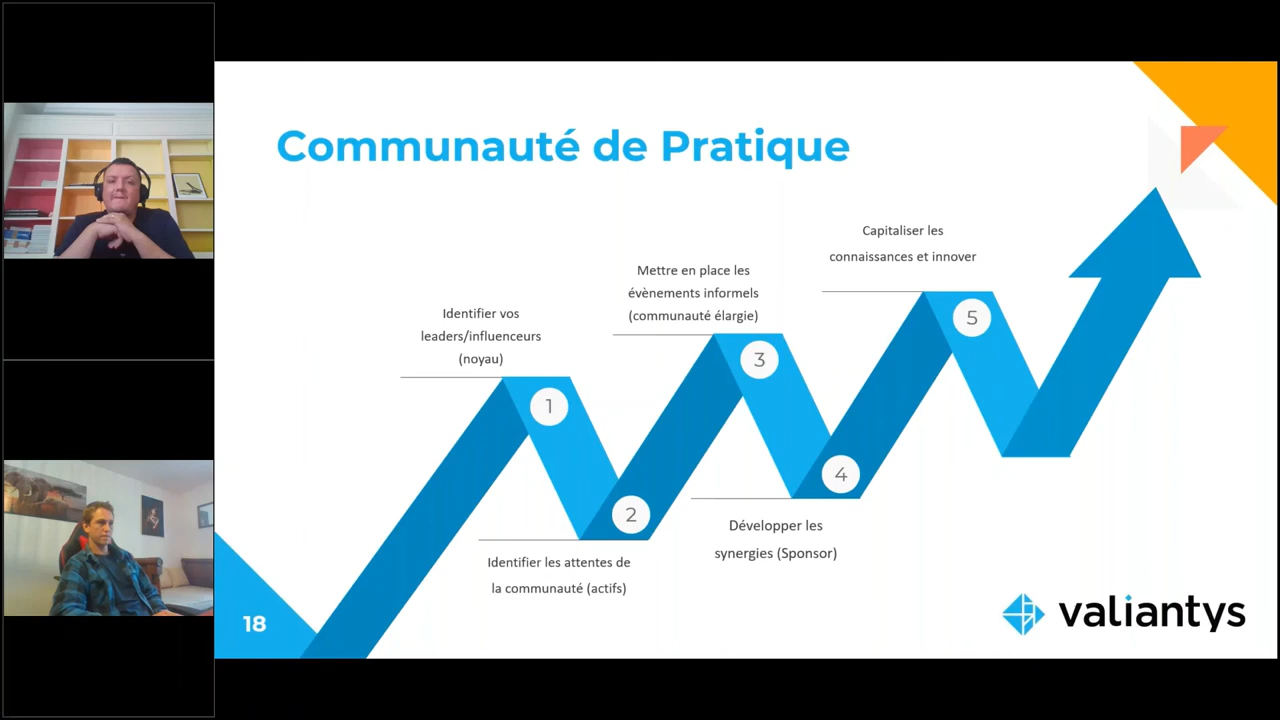 Communauté de Pratique
Identifier vos
leaders/influenceurs
(noyau)
1
Identifier les attentes de
la communauté (actifs)
2
Mettre en place les
évènements informels
(communauté élargie)
3
Développer les
synergies (Sponsor)
4
Capitaliser les
connaissances et innover
5
18
valiantys